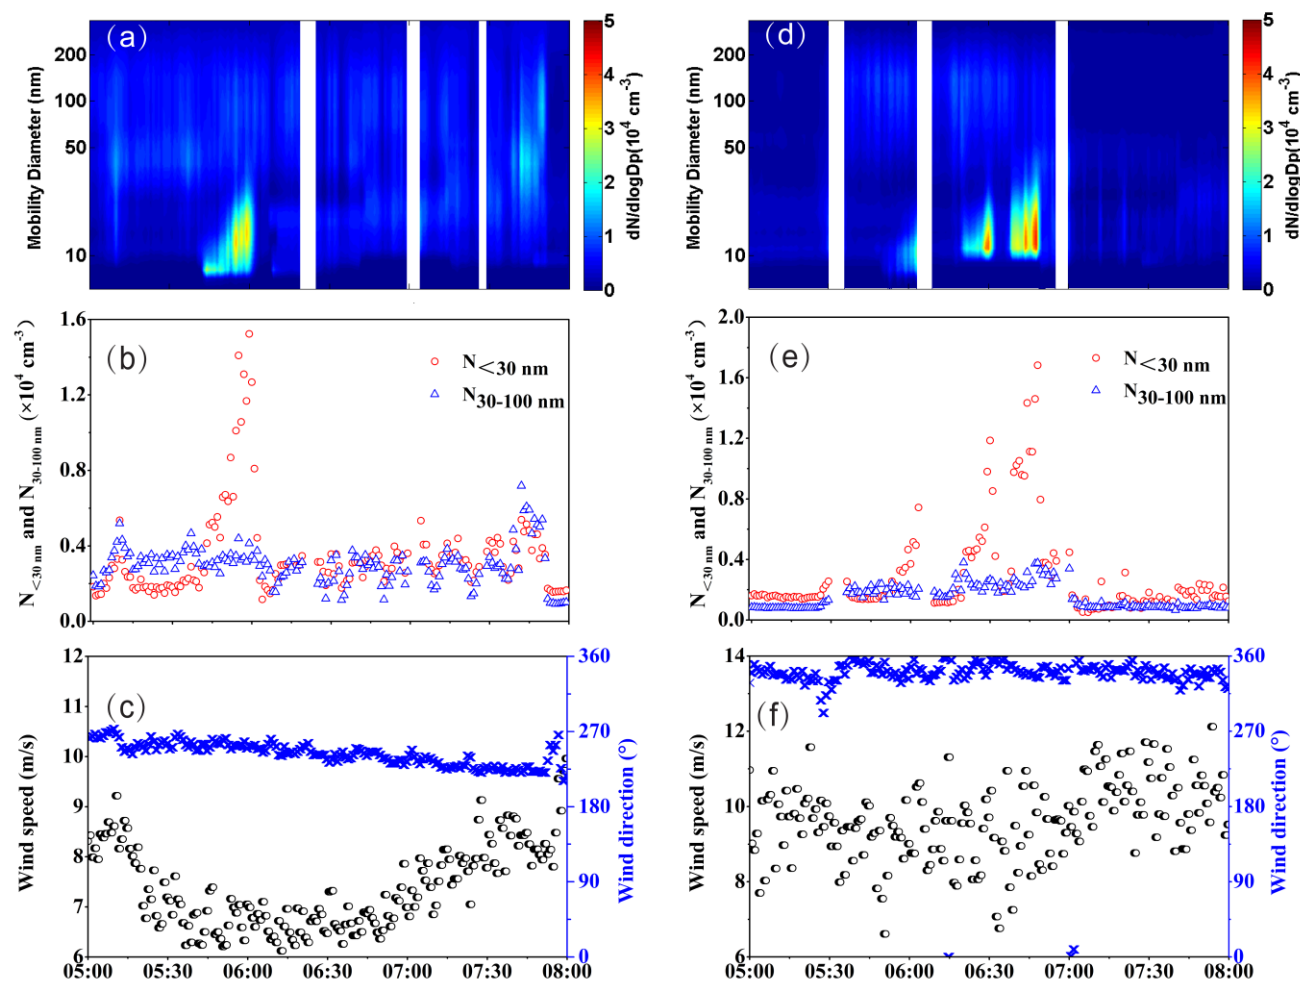 (a)
Mobility Diameter (nm)
200
100
50
10
5
4
3
2
1
0
dN/dlogDp(10⁴ cm⁻³)
(d)
Mobility Diameter (nm)
200
100
50
10
5
4
3
2
1
0
dN/dlogDp(10⁴ cm⁻³)
(b)
N<30 nm and N30-100 nm (×10⁴ cm⁻³)
1.6
1.2
0.8
0.4
0.0
N<30 nm
N30-100 nm
(e)
N<30 nm and N30-100 nm (×10⁴ cm⁻³)
2.0
1.6
1.2
0.8
0.4
0.0
N<30 nm
N30-100 nm
(c)
Wind speed (m/s)
12
11
10
9
8
7
6
360
270
180
90
0
Wind direction (°)
05:00 05:30 06:00 06:30 07:00 07:30 08:00
(f)
Wind speed (m/s)
14
12
10
8
6
360
270
180
90
0
Wind direction (°)
05:00 05:30 06:00 06:30 07:00 07:30 08:00